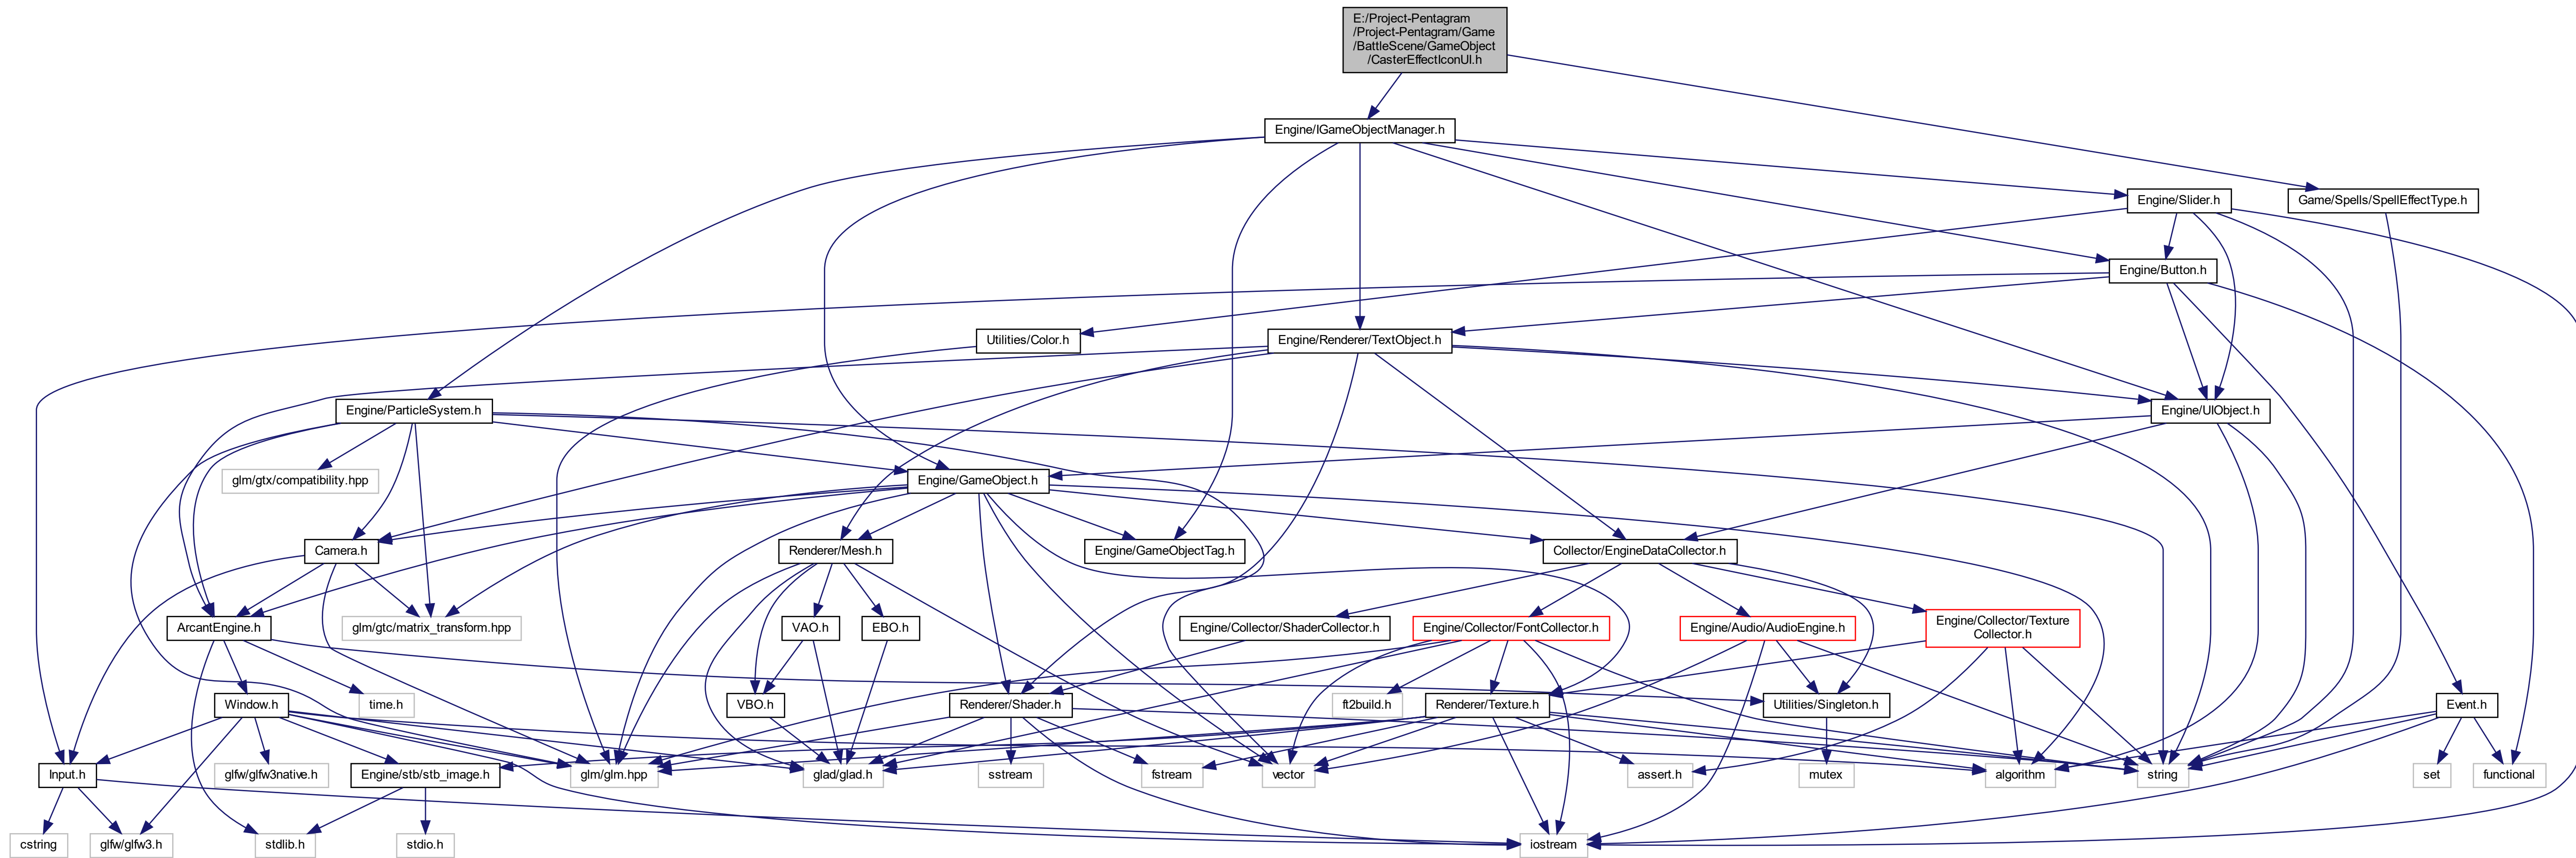 E:/Project-Pentagram
/Project-Pentagram/Game
/BattleScene/GameObject
/CasterEffectIconUI.h
Engine/IGameObjectManager.h
Engine/Slider.h
Game/Spells/SpellEffectType.h
Engine/Button.h
Utilities/Color.h
Engine/Renderer/TextObject.h
Engine/ParticleSystem.h
Engine/UIObject.h
glm/gtx/compatibility.hpp
Engine/GameObject.h
Camera.h
Renderer/Mesh.h
Engine/GameObjectTag.h
Collector/EngineDataCollector.h
ArcantEngine.h
glm/gtc/matrix_transform.hpp
VAO.h
EBO.h
Engine/Collector/ShaderCollector.h
Engine/Collector/FontCollector.h
Engine/Audio/AudioEngine.h
Engine/Collector/Texture
Collector.h
Window.h
time.h
VBO.h
Renderer/Shader.h
ft2build.h
Renderer/Texture.h
Utilities/Singleton.h
Event.h
Input.h
glfw/glfw3native.h
Engine/stb/stb_image.h
glm/glm.hpp
glad/glad.h
sstream
fstream
vector
assert.h
mutex
algorithm
string
set
functional
cstring
glfw/glfw3.h
stdlib.h
stdio.h
iostream